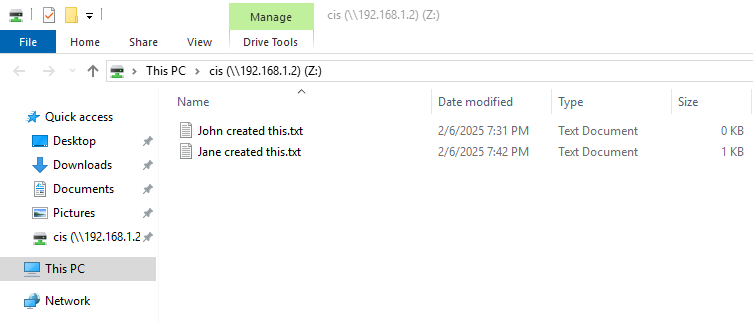 Manage
cis (\\192.168.1.2) (Z:)
File
Home
Share
View
Drive Tools
This PC > cis (\\192.168.1.2) (Z:)
Name
Date modified
Type
Size
Quick access
Desktop
Downloads
Documents
Pictures
cis (\\192.168.1.2
This PC
Network
John created this.txt 2/6/2025 7:31 PM Text Document 0 KB
Jane created this.txt 2/6/2025 7:42 PM Text Document 1 KB